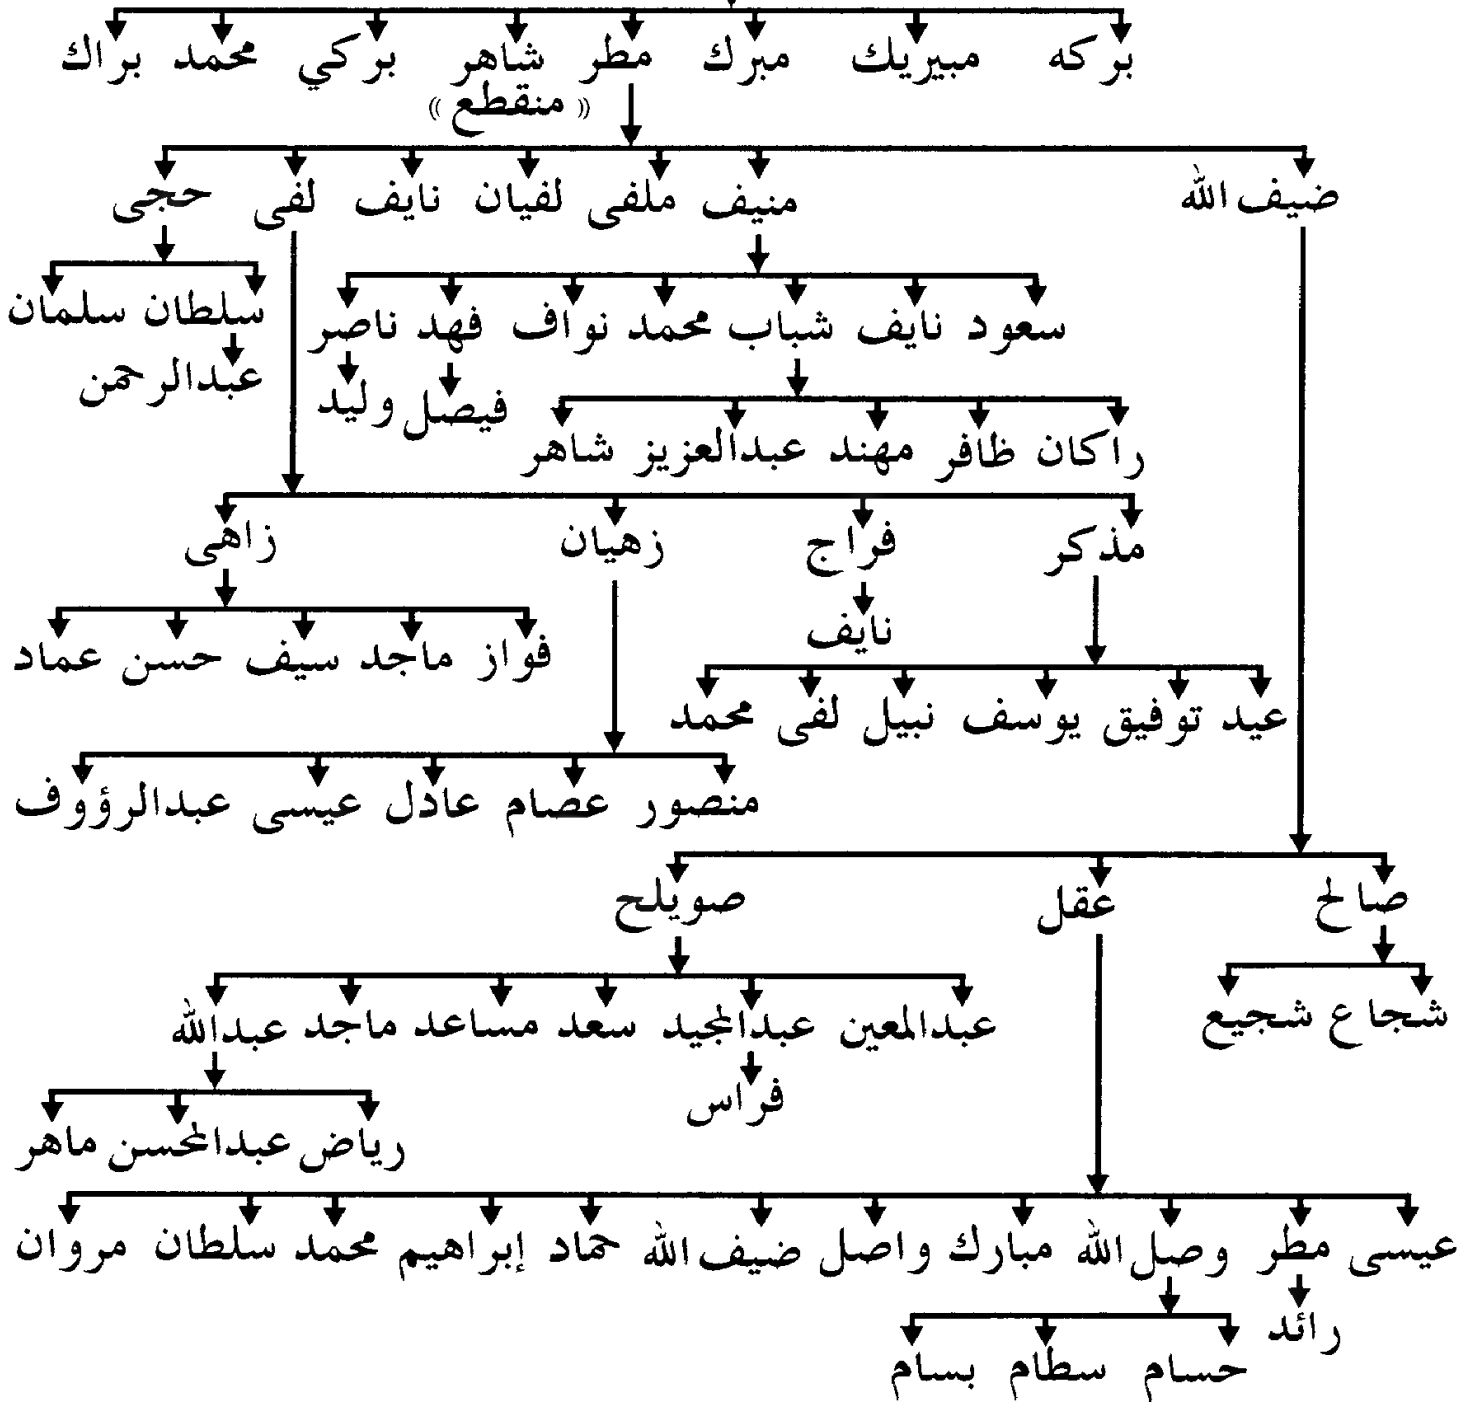 بركه مبيريك مبرك مطر شاهر بركي محمد براك
« منقطع »
ضيف الله منيف ملفى لفيان نايف لفى حجى
سعود نايف شباب محمد نواف فهد ناصر سلطان سلمان
فيصل وليد عبدالرحمن
راكان ظافر مهند عبدالعزيز شاهر
مذكر فراج زهيان زاهى
نايف
فواز ماجد سيف حسن عماد
عيد توفيق يوسف نبيل لفى محمد
منصور عصام عادل عيسى عبدالرؤوف
صالح عقل صويلح
شجاع شجيع عبدالمعين عبدالمجيد سعد مساعد ماجد عبدالله
فراس
رياض عبدالمحسن ماهر
عيسى مطر وصل الله مبارك واصل ضيف الله حماد إبراهيم محمد سلطان مروان
رائد
حسام سطام بسام